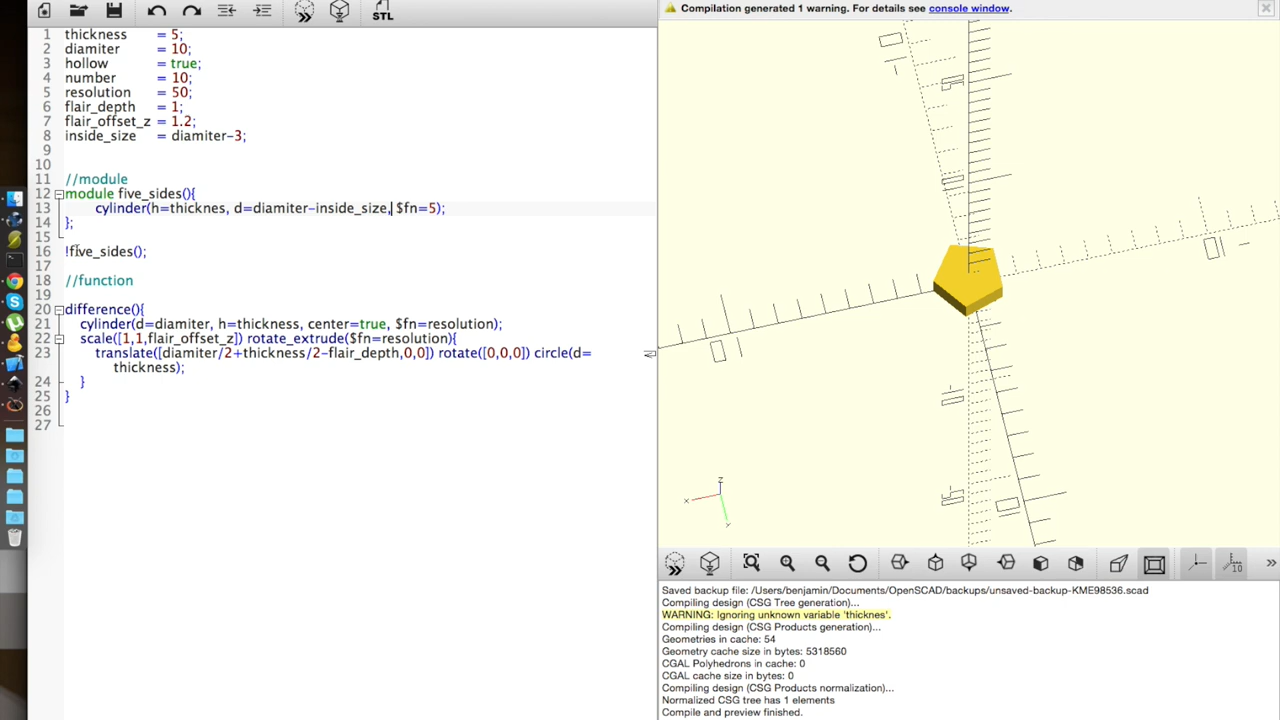 STL
1 thickness = 5;
2 diamiter = 10;
3 hollow = true;
4 number = 10;
5 resolution = 50;
6 flair_depth = 1;
7 flair_offset_z = 1.2;
8 inside_size = diamiter-3;
9
10
11 //module
12 module five_sides(){
13 cylinder(h=thicknes, d=diamiter-inside_size, $fn=5);
14 };
15
16 !five_sides();
17
18 //function
19
20 difference(){
21 cylinder(d=diamiter, h=thickness, center=true, $fn=resolution);
22 scale([1,1,flair_offset_z]) rotate_extrude($fn=resolution){
23 translate([diamiter/2+thickness/2-flair_depth,0,0]) rotate([0,0,0]) circle(d=
thickness);
24 }
25 }
26
27
Compilation generated 1 warning. For details see console window.
z
x
y
10
Saved backup file: /Users/benjamin/Documents/OpenSCAD/backups/unsaved-backup-KME98536.scad
Compiling design (CSG Tree generation)...
WARNING: Ignoring unknown variable 'thicknes'.
Compiling design (CSG Products generation)...
Geometries in cache: 54
Geometry cache size in bytes: 5318560
CGAL Polyhedrons in cache: 0
CGAL cache size in bytes: 0
Compiling design (CSG Products normalization)...
Normalized CSG tree has 1 elements
Compile and preview finished.